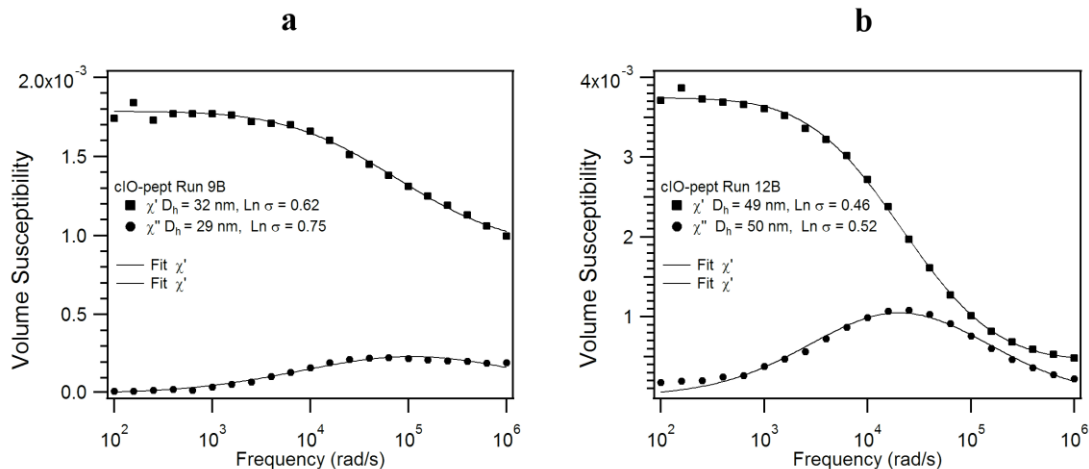 a
2.0x10⁻³
1.5
1.0
0.5
0.0
Volume Susceptibility
cIO-pept Run 9B
χ' Dₕ = 32 nm, Ln σ = 0.62
χ" Dₕ = 29 nm, Ln σ = 0.75
Fit χ'
Fit χ'
10² 10³ 10⁴ 10⁵ 10⁶
Frequency (rad/s)
b
4x10⁻³
3
2
1
Volume Susceptibility
cIO-pept Run 12B
χ' Dₕ = 49 nm, Ln σ = 0.46
χ" Dₕ = 50 nm, Ln σ = 0.52
Fit χ'
Fit χ'
10² 10³ 10⁴ 10⁵ 10⁶
Frequency (rad/s)